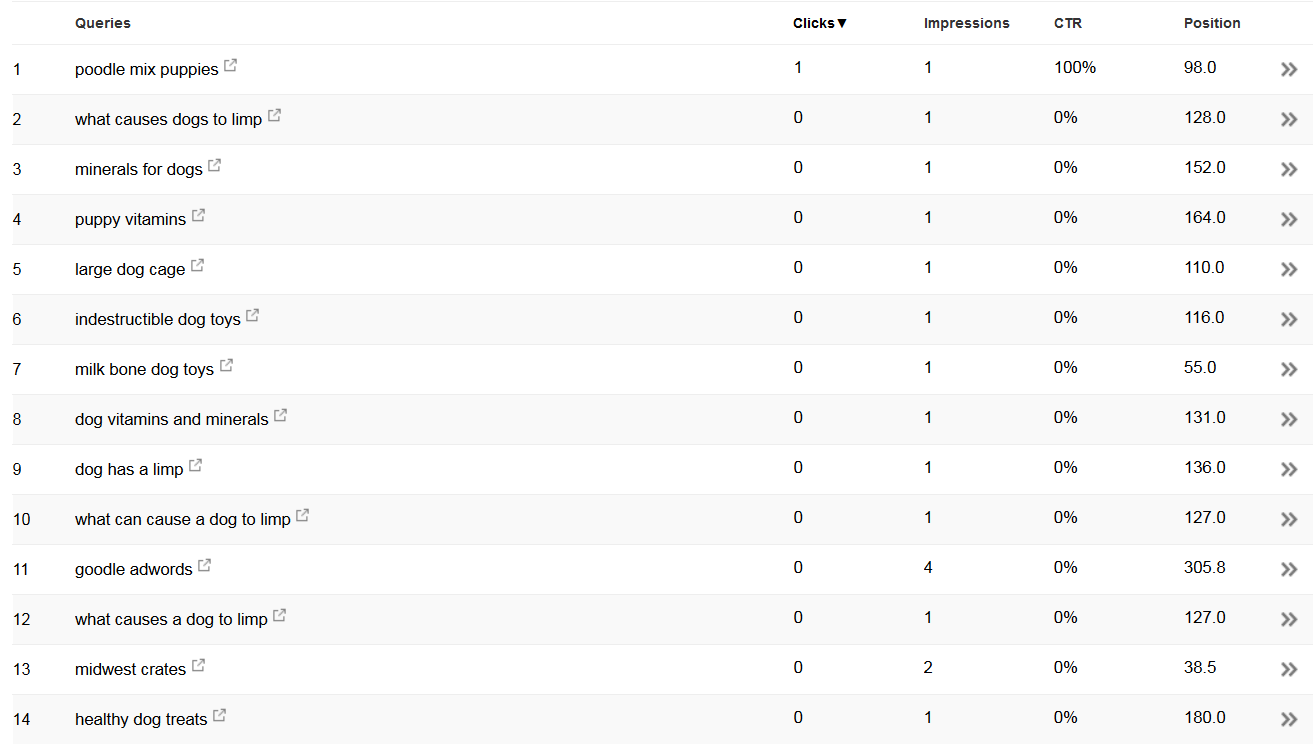 Queries Clicks▼ Impressions CTR Position
1 poodle mix puppies 1 1 100% 98.0
2 what causes dogs to limp 0 1 0% 128.0
3 minerals for dogs 0 1 0% 152.0
4 puppy vitamins 0 1 0% 164.0
5 large dog cage 0 1 0% 110.0
6 indestructible dog toys 0 1 0% 116.0
7 milk bone dog toys 0 1 0% 55.0
8 dog vitamins and minerals 0 1 0% 131.0
9 dog has a limp 0 1 0% 136.0
10 what can cause a dog to limp 0 1 0% 127.0
11 goodle adwords 0 4 0% 305.8
12 what causes a dog to limp 0 1 0% 127.0
13 midwest crates 0 2 0% 38.5
14 healthy dog treats 0 1 0% 180.0